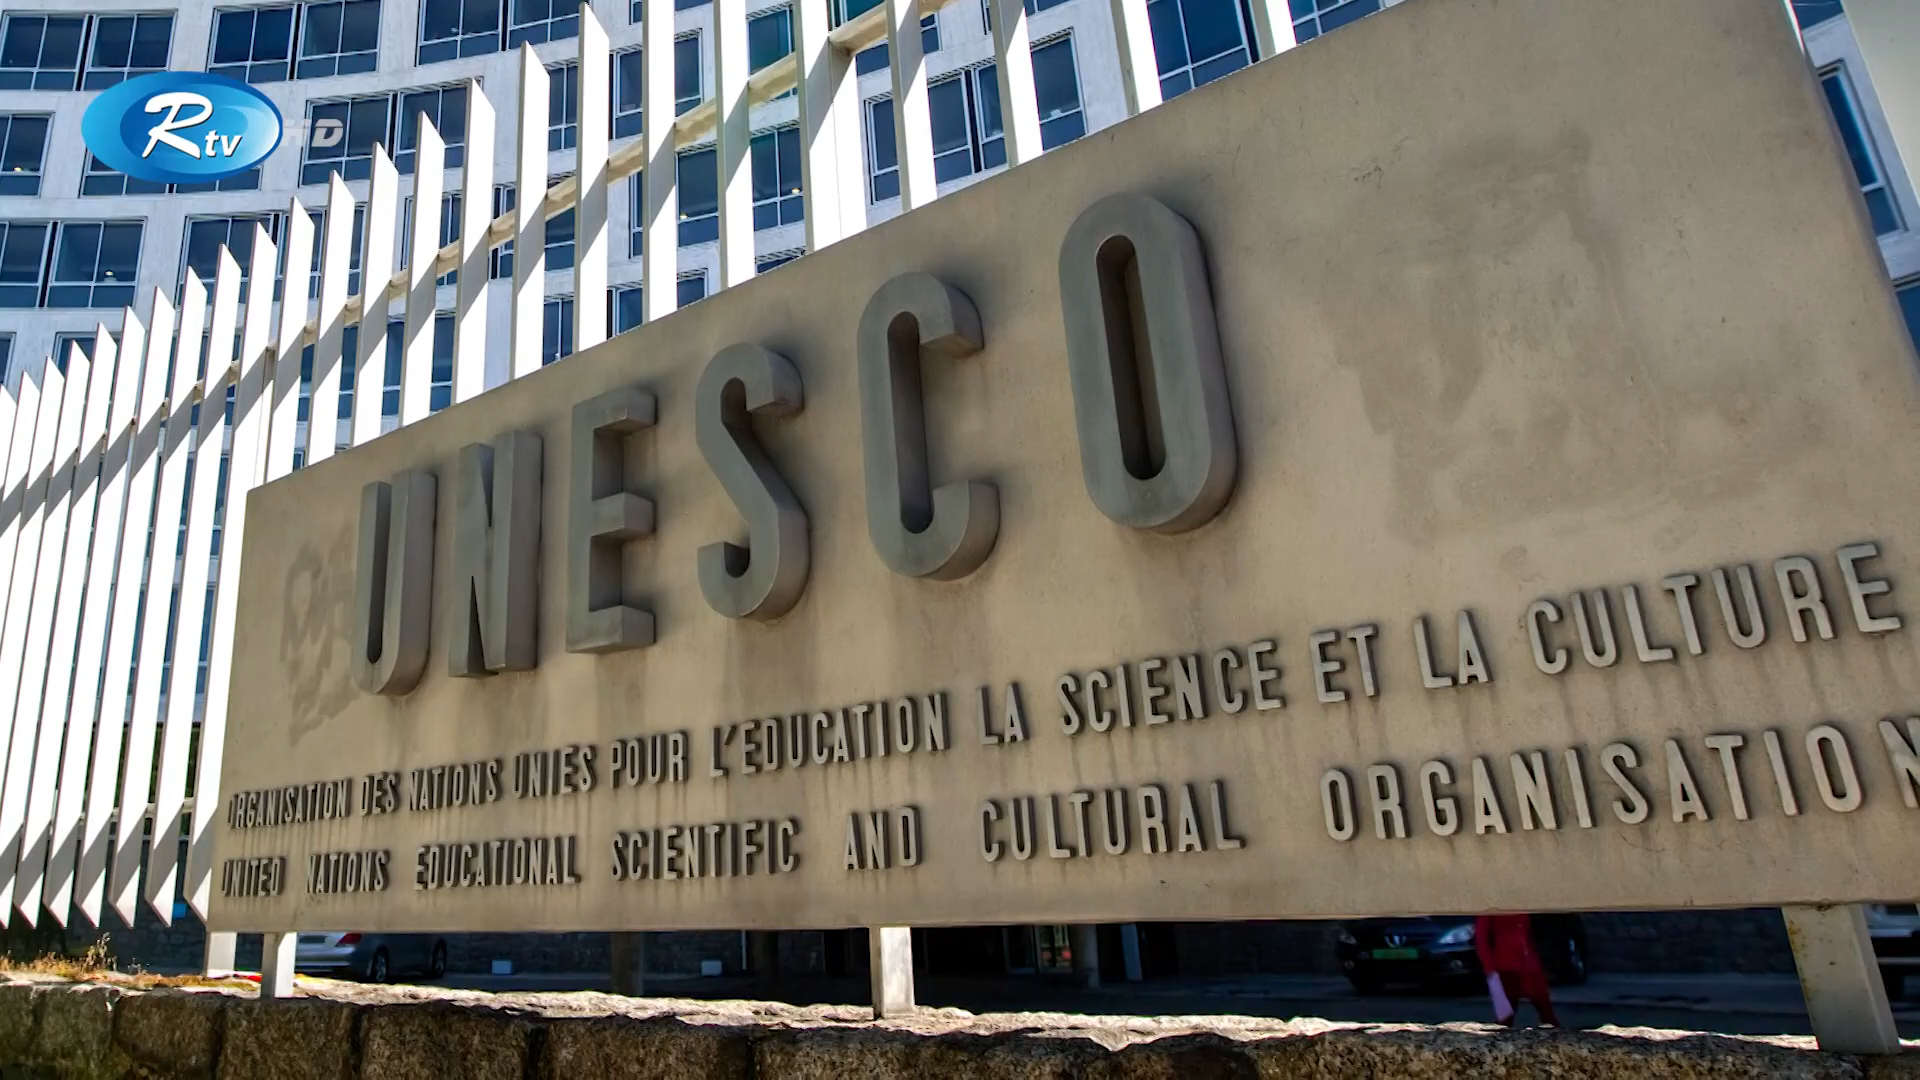 Rtv HD
UNESCO
ORGANISATION DES NATIONS UNIES POUR L'EDUCATION LA SCIENCE ET LA CULTURE
UNITED NATIONS EDUCATIONAL SCIENTIFIC AND CULTURAL ORGANISATION